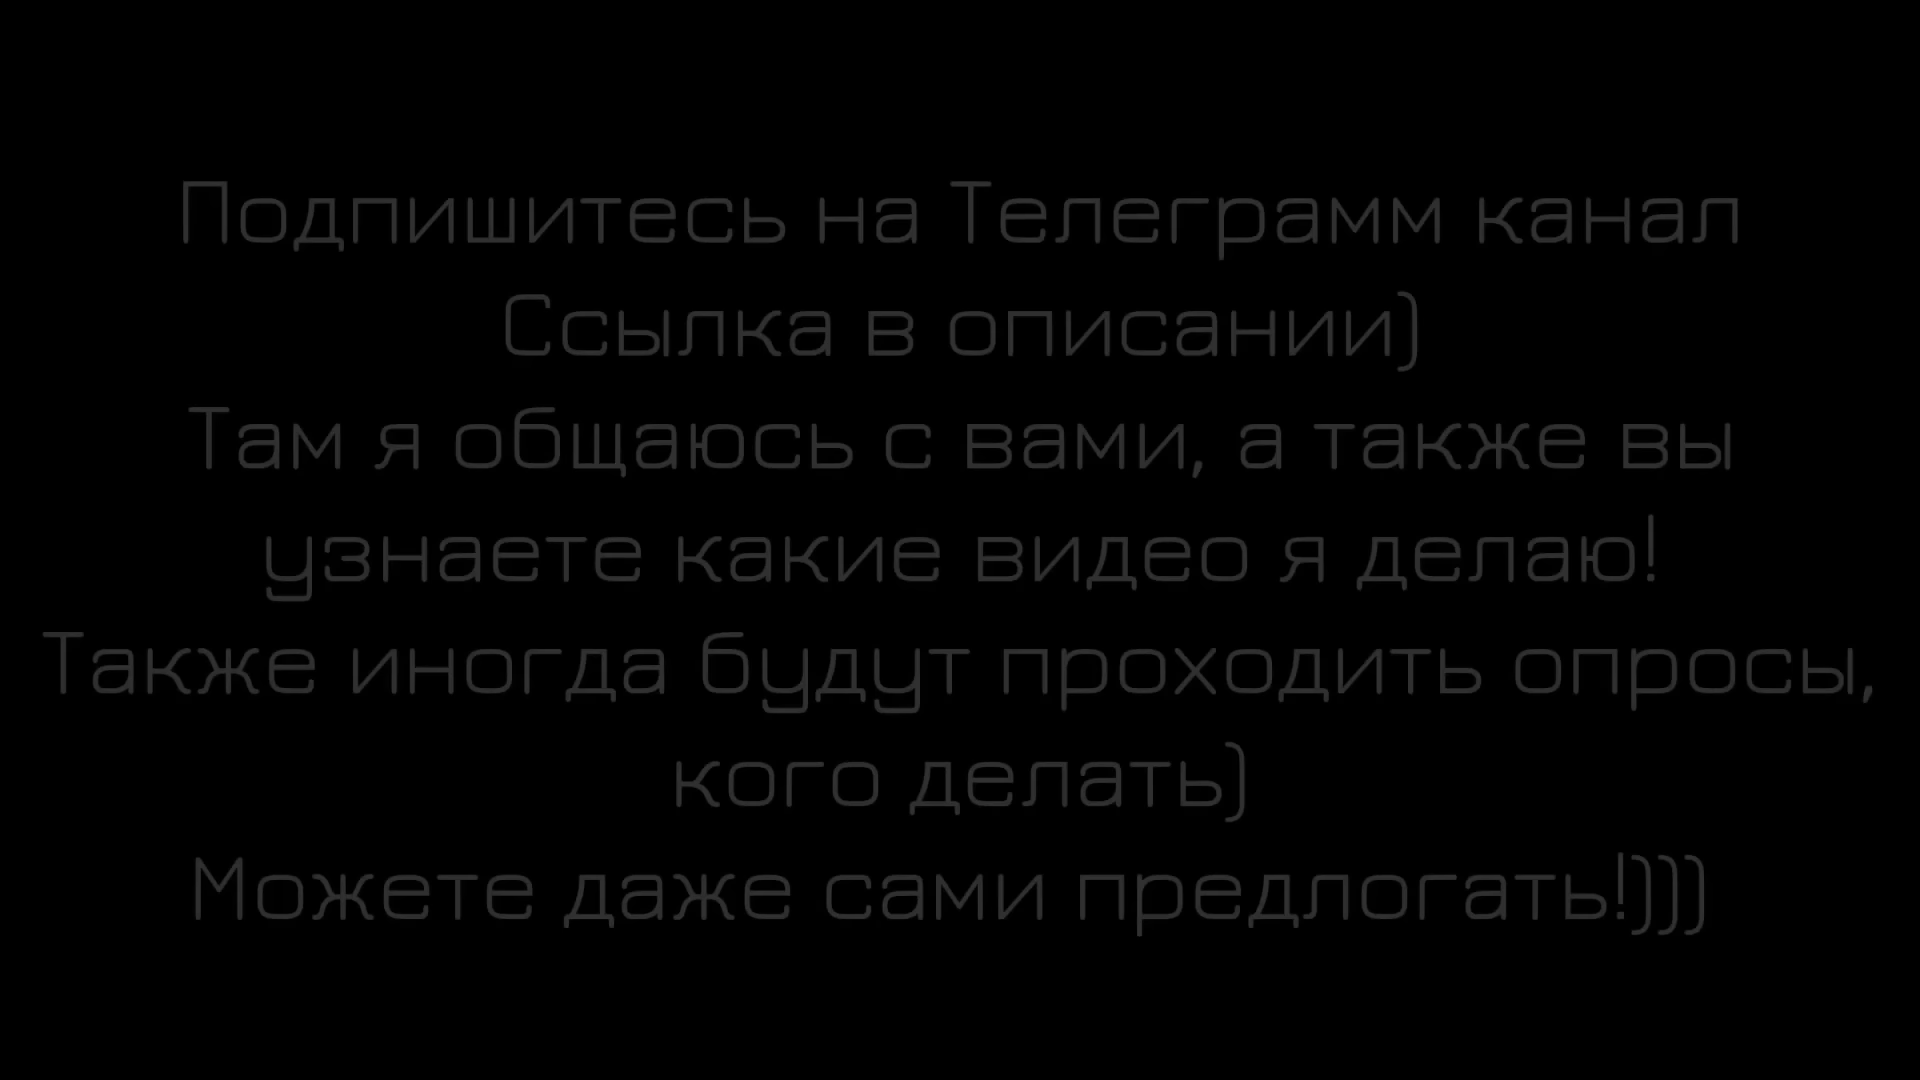 Подпишитесь на Телеграмм канал
Ссылка в описании)
Там я общаюсь с вами, а также вы
узнаете какие видео я делаю!
Также иногда будут проходить опросы,
кого делать)
Можете даже сами предлогать!)))